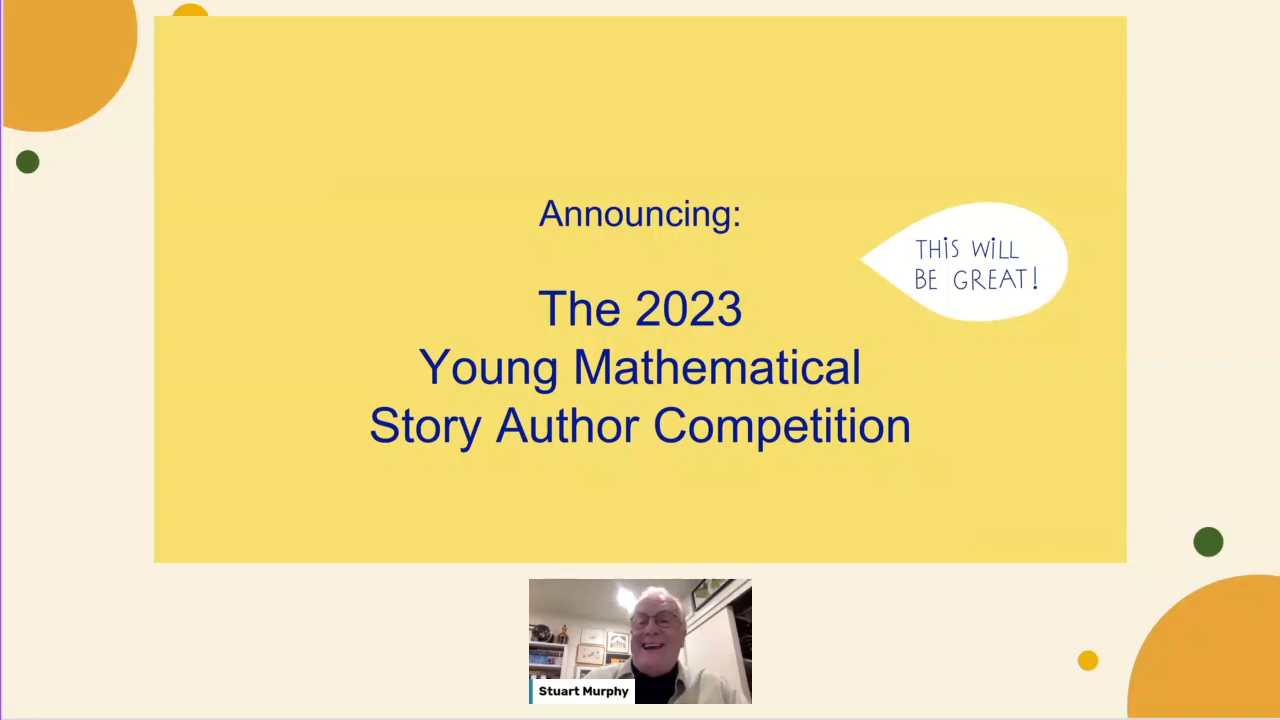 Announcing:
THiS WiLL
BE GREAT!
The 2023
Young Mathematical
Story Author Competition
Stuart Murphy